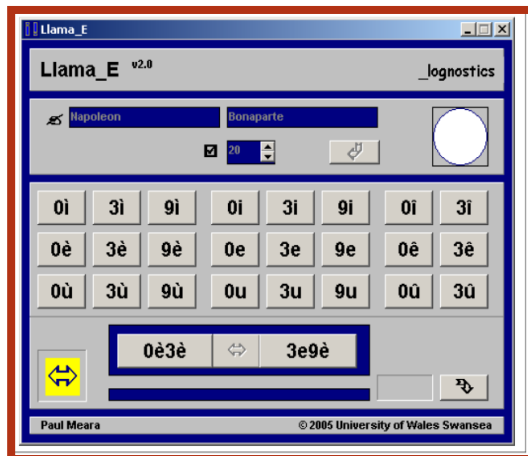 Llama_E
Llama_E v2.0 _lognostics
Napoleon Bonaparte
20
0ì 3ì 9ì 0i 3i 9i 0î 3î
0è 3è 9è 0e 3e 9e 0ê 3ê
0ù 3ù 9ù 0u 3u 9u 0û 3û
0è3è 3e9è
Paul Meara © 2005 University of Wales Swansea